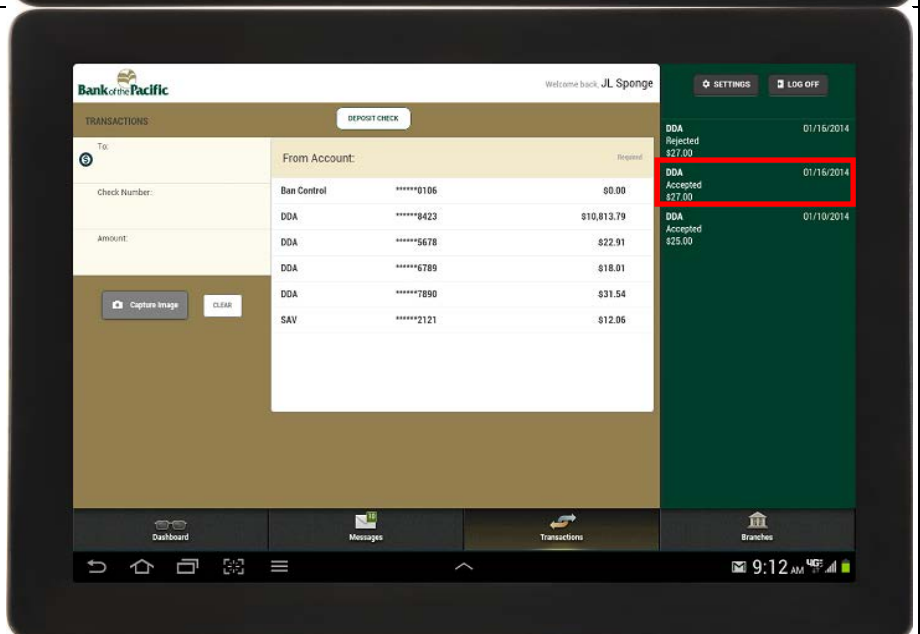 Bank of the Pacific
Welcome back, JL Sponge
SETTINGS
LOG OFF
TRANSACTIONS
DEPOSIT CHECK
To:
Check Number:
Amount:
Capture Image
CLEAR
From Account:
Required
Ban Control ******0106 $0.00
DDA ******8423 $10,813.79
DDA ******5678 $22.91
DDA ******6789 $18.01
DDA ******7890 $31.54
SAV ******2121 $12.06
DDA 01/16/2014
Rejected
$27.00
DDA 01/16/2014
Accepted
$27.00
DDA 01/10/2014
Accepted
$25.00
Dashboard
Messages
Transactions
Branches
9:12 AM 4G